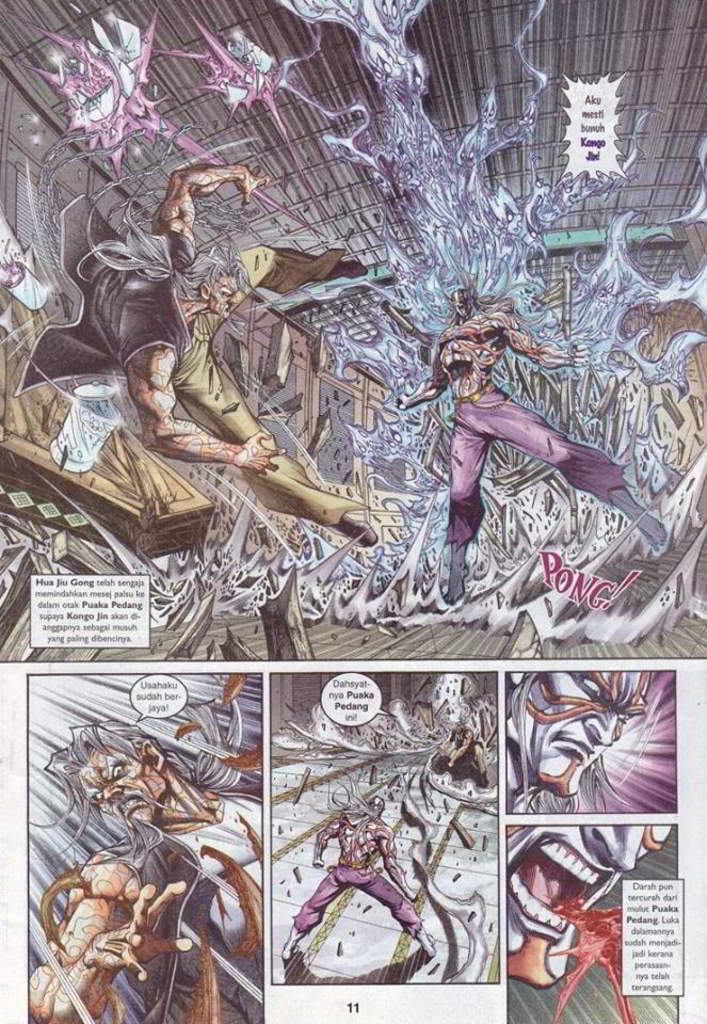 Aku
mesti
bunuh
Kongo
Jin!
PONG!
Hua Jiu Gong telah sengaja
memindahkan mesej palsu ke
dalam otak Puaka Pedang
supaya Kongo Jin akan di-
anggapnya sebagai musuh
yang paling dibencinya.
Usahaku
sudah ber-
jaya!
Dahsyat-
nya Puaka
Pedang
ini!
Darah pun
tercurah dari
mulut Puaka
Pedang. Luka
dalamannya
sudah menjadi-
jadi kerana
perasaan-
nya telah
terangsang.
11